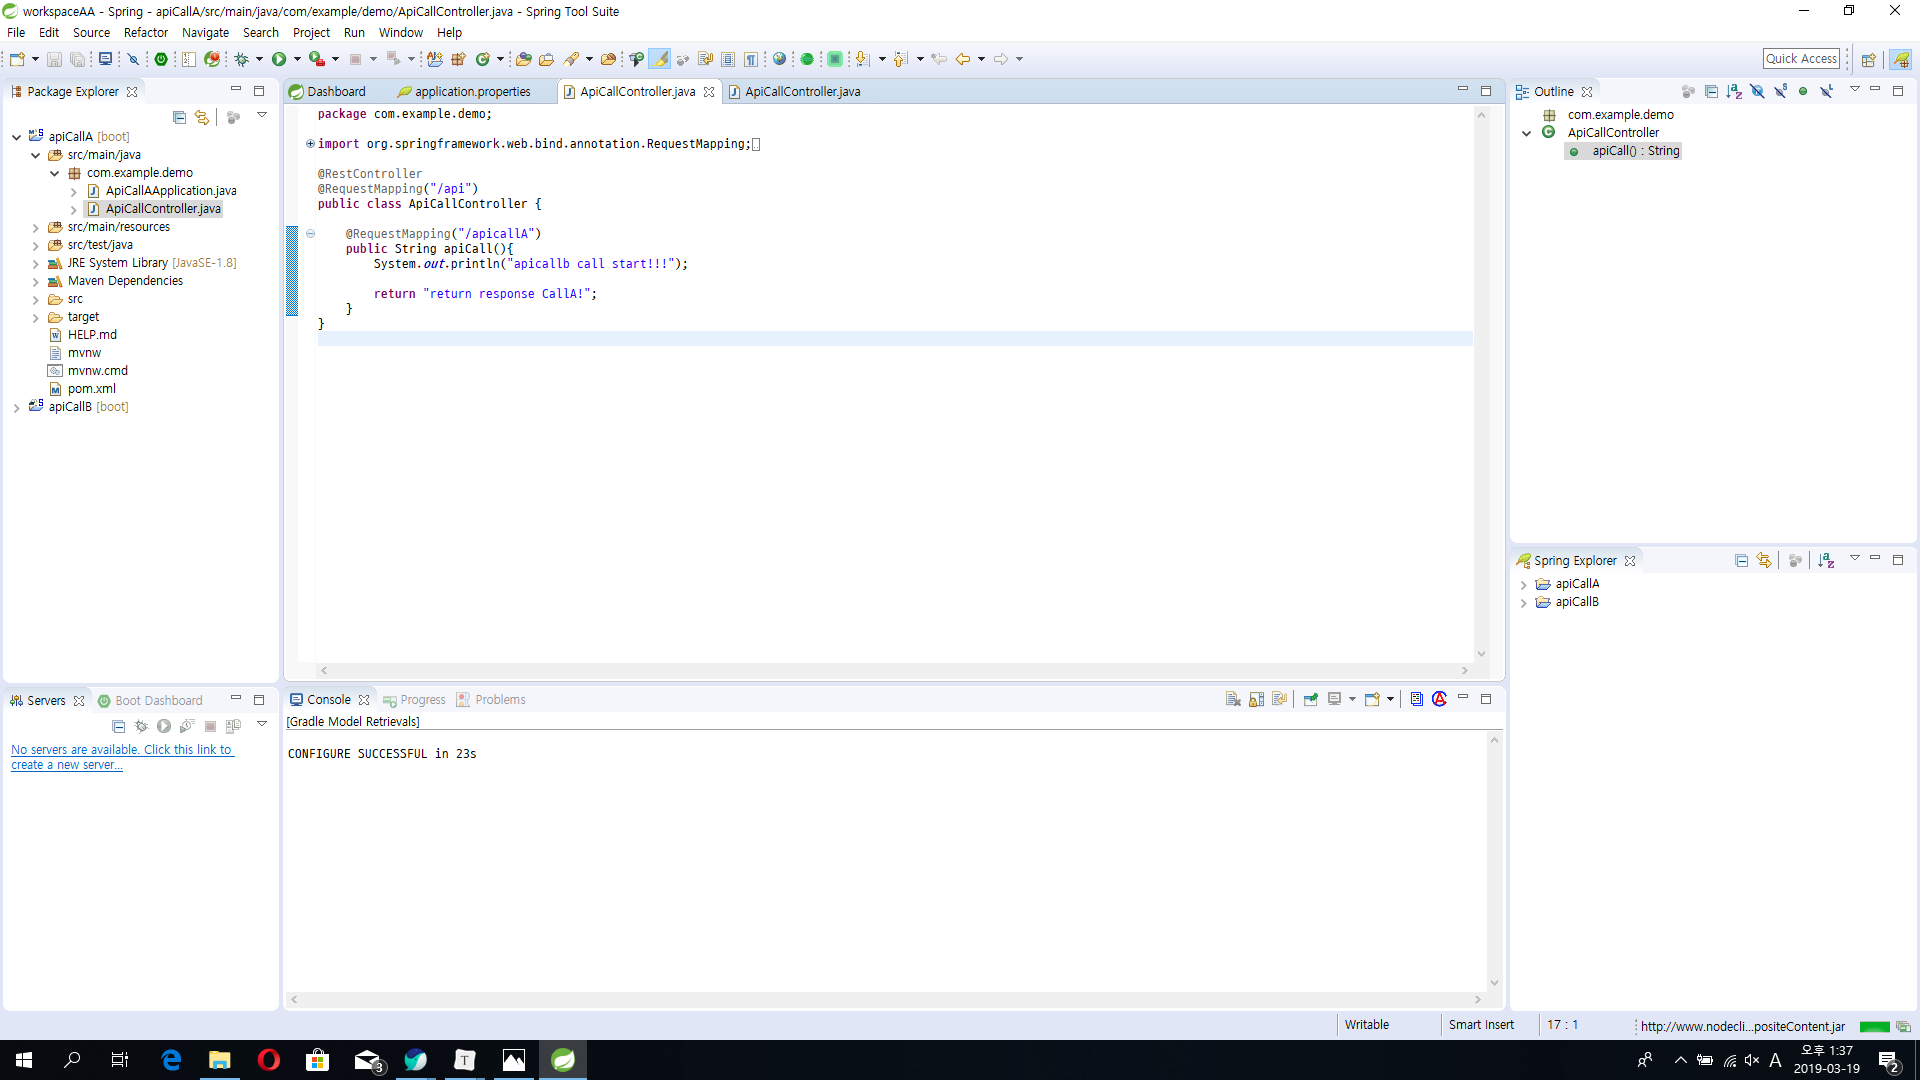 workspaceAA - Spring - apiCallA/src/main/java/com/example/demo/ApiCallController.java - Spring Tool Suite
File Edit Source Refactor Navigate Search Project Run Window Help
Quick Access
Package Explorer
apiCallA [boot]
src/main/java
com.example.demo
ApiCallAApplication.java
ApiCallController.java
src/main/resources
src/test/java
JRE System Library [JavaSE-1.8]
Maven Dependencies
src
target
HELP.md
mvnw
mvnw.cmd
pom.xml
apiCallB [boot]
Dashboard application.properties ApiCallController.java ApiCallController.java
package com.example.demo;
import org.springframework.web.bind.annotation.RequestMapping;
@RestController
@RequestMapping("/api")
public class ApiCallController {
@RequestMapping("/apicallA")
public String apiCall(){
System.out.println("apicallb call start!!!");
return "return response CallA!";
}
}
Outline
com.example.demo
ApiCallController
apiCall() : String
Spring Explorer
apiCallA
apiCallB
Servers Boot Dashboard
No servers are available. Click this link to
create a new server...
Console Progress Problems
[Gradle Model Retrievals]
CONFIGURE SUCCESSFUL in 23s
Writable Smart Insert 17 : 1 http://www.nodecli...positeContent.jar
3
T
A
오후 1:37
2019-03-19
2